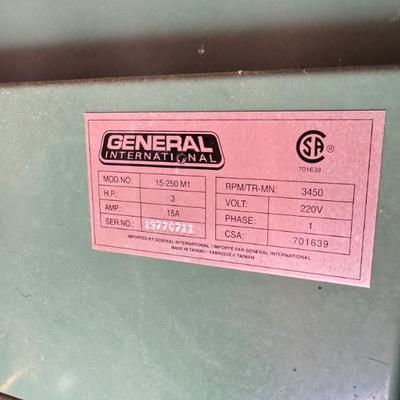 GENERAL
INTERNATIONAL
®
701639
MOD.NO: 15-250 M1
H.P: 3
AMP: 15A
SER NO.: 19770711
RPM/TR-MN: 3450
VOLT: 220V
PHASE: 1
CSA: 701639
IMPORTED BY GENERAL INTERNATIONAL / IMPORTÉ PAR GENERAL INTERNATIONAL
MADE IN TAIWAN / FABRIQUÉ Á TAIWAN